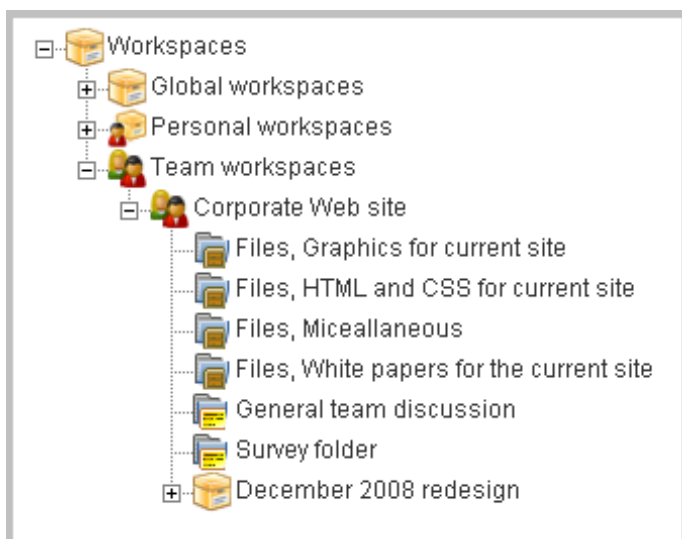 Workspaces
Global workspaces
Personal workspaces
Team workspaces
Corporate Web site
Files, Graphics for current site
Files, HTML and CSS for current site
Files, Miceallaneous
Files, White papers for the current site
General team discussion
Survey folder
December 2008 redesign